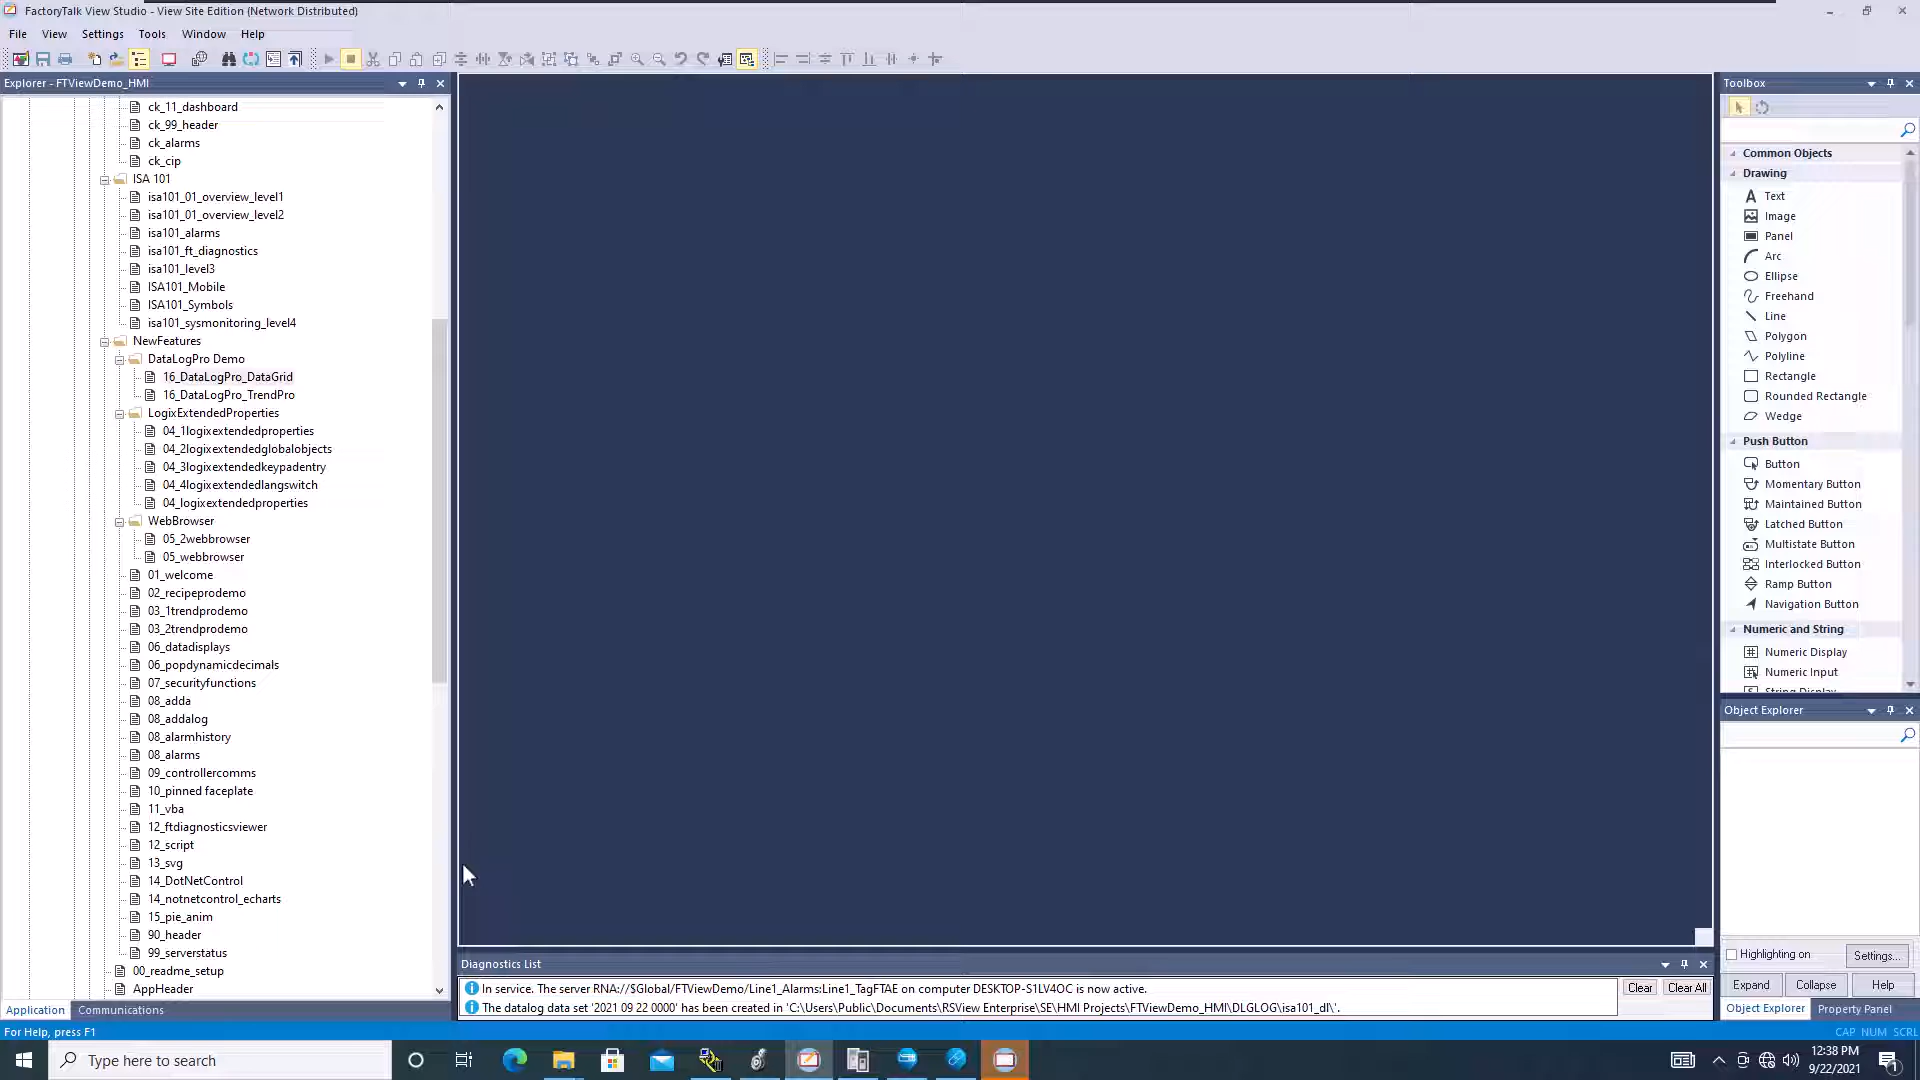 FactoryTalk View Studio - View Site Edition (Network Distributed)
File View Settings Tools Window Help
Explorer - FTViewDemo_HMI
ck_11_dashboard
ck_99_header
ck_alarms
ck_cip
ISA 101
isa101_01_overview_level1
isa101_01_overview_level2
isa101_alarms
isa101_ft_diagnostics
isa101_level3
ISA101_Mobile
ISA101_Symbols
isa101_sysmonitoring_level4
NewFeatures
DataLogPro Demo
16_DataLogPro_DataGrid
16_DataLogPro_TrendPro
LogixExtendedProperties
04_1logixextendedproperties
04_2logixextendedglobalobjects
04_3logixextendedkeypadentry
04_4logixextendedlangswitch
04_logixextendedproperties
WebBrowser
05_2webbrowser
05_webbrowser
01_welcome
02_recipeprodemo
03_1trendprodemo
03_2trendprodemo
06_datadisplays
06_popdynamicdecimals
07_securityfunctions
08_adda
08_addalog
08_alarmhistory
08_alarms
09_controllercomms
10_pinned faceplate
11_vba
12_ftdiagnosticsviewer
12_script
13_svg
14_DotNetControl
14_notnetcontrol_echarts
15_pie_anim
90_header
99_serverstatus
00_readme_setup
AppHeader
Application Communications
Toolbox
Common Objects
Drawing
Text
Image
Panel
Arc
Ellipse
Freehand
Line
Polygon
Polyline
Rectangle
Rounded Rectangle
Wedge
Push Button
Button
Momentary Button
Maintained Button
Latched Button
Multistate Button
Interlocked Button
Ramp Button
Navigation Button
Numeric and String
Numeric Display
Numeric Input
String Display
Object Explorer
Highlighting on Settings...
Expand Collapse Help
Object Explorer Property Panel
Diagnostics List
In service. The server RNA://$Global/FTViewDemo/Line1_Alarms:Line1_TagFTAE on computer DESKTOP-S1LV4OC is now active.
The datalog data set '2021 09 22 0000' has been created in 'C:\Users\Public\Documents\RSView Enterprise\SE\HMI Projects\FTViewDemo_HMI\DLGLOG\isa101_dl\'.
Clear Clear All
For Help, press F1
CAP NUM SCRL
Type here to search
12:38 PM
9/22/2021
1